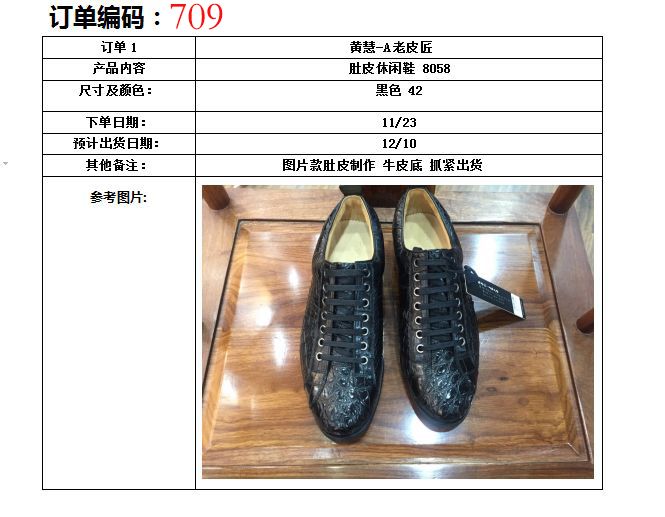 订单编码：709
订单 1 黄慧-A 老皮匠
产品内容 肚皮休闲鞋 8058
尺寸及颜色： 黑色 42
下单日期： 11/23
预计出货日期： 12/10
其他备注： 图片款肚皮制作 牛皮底 抓紧出货
参考图片: